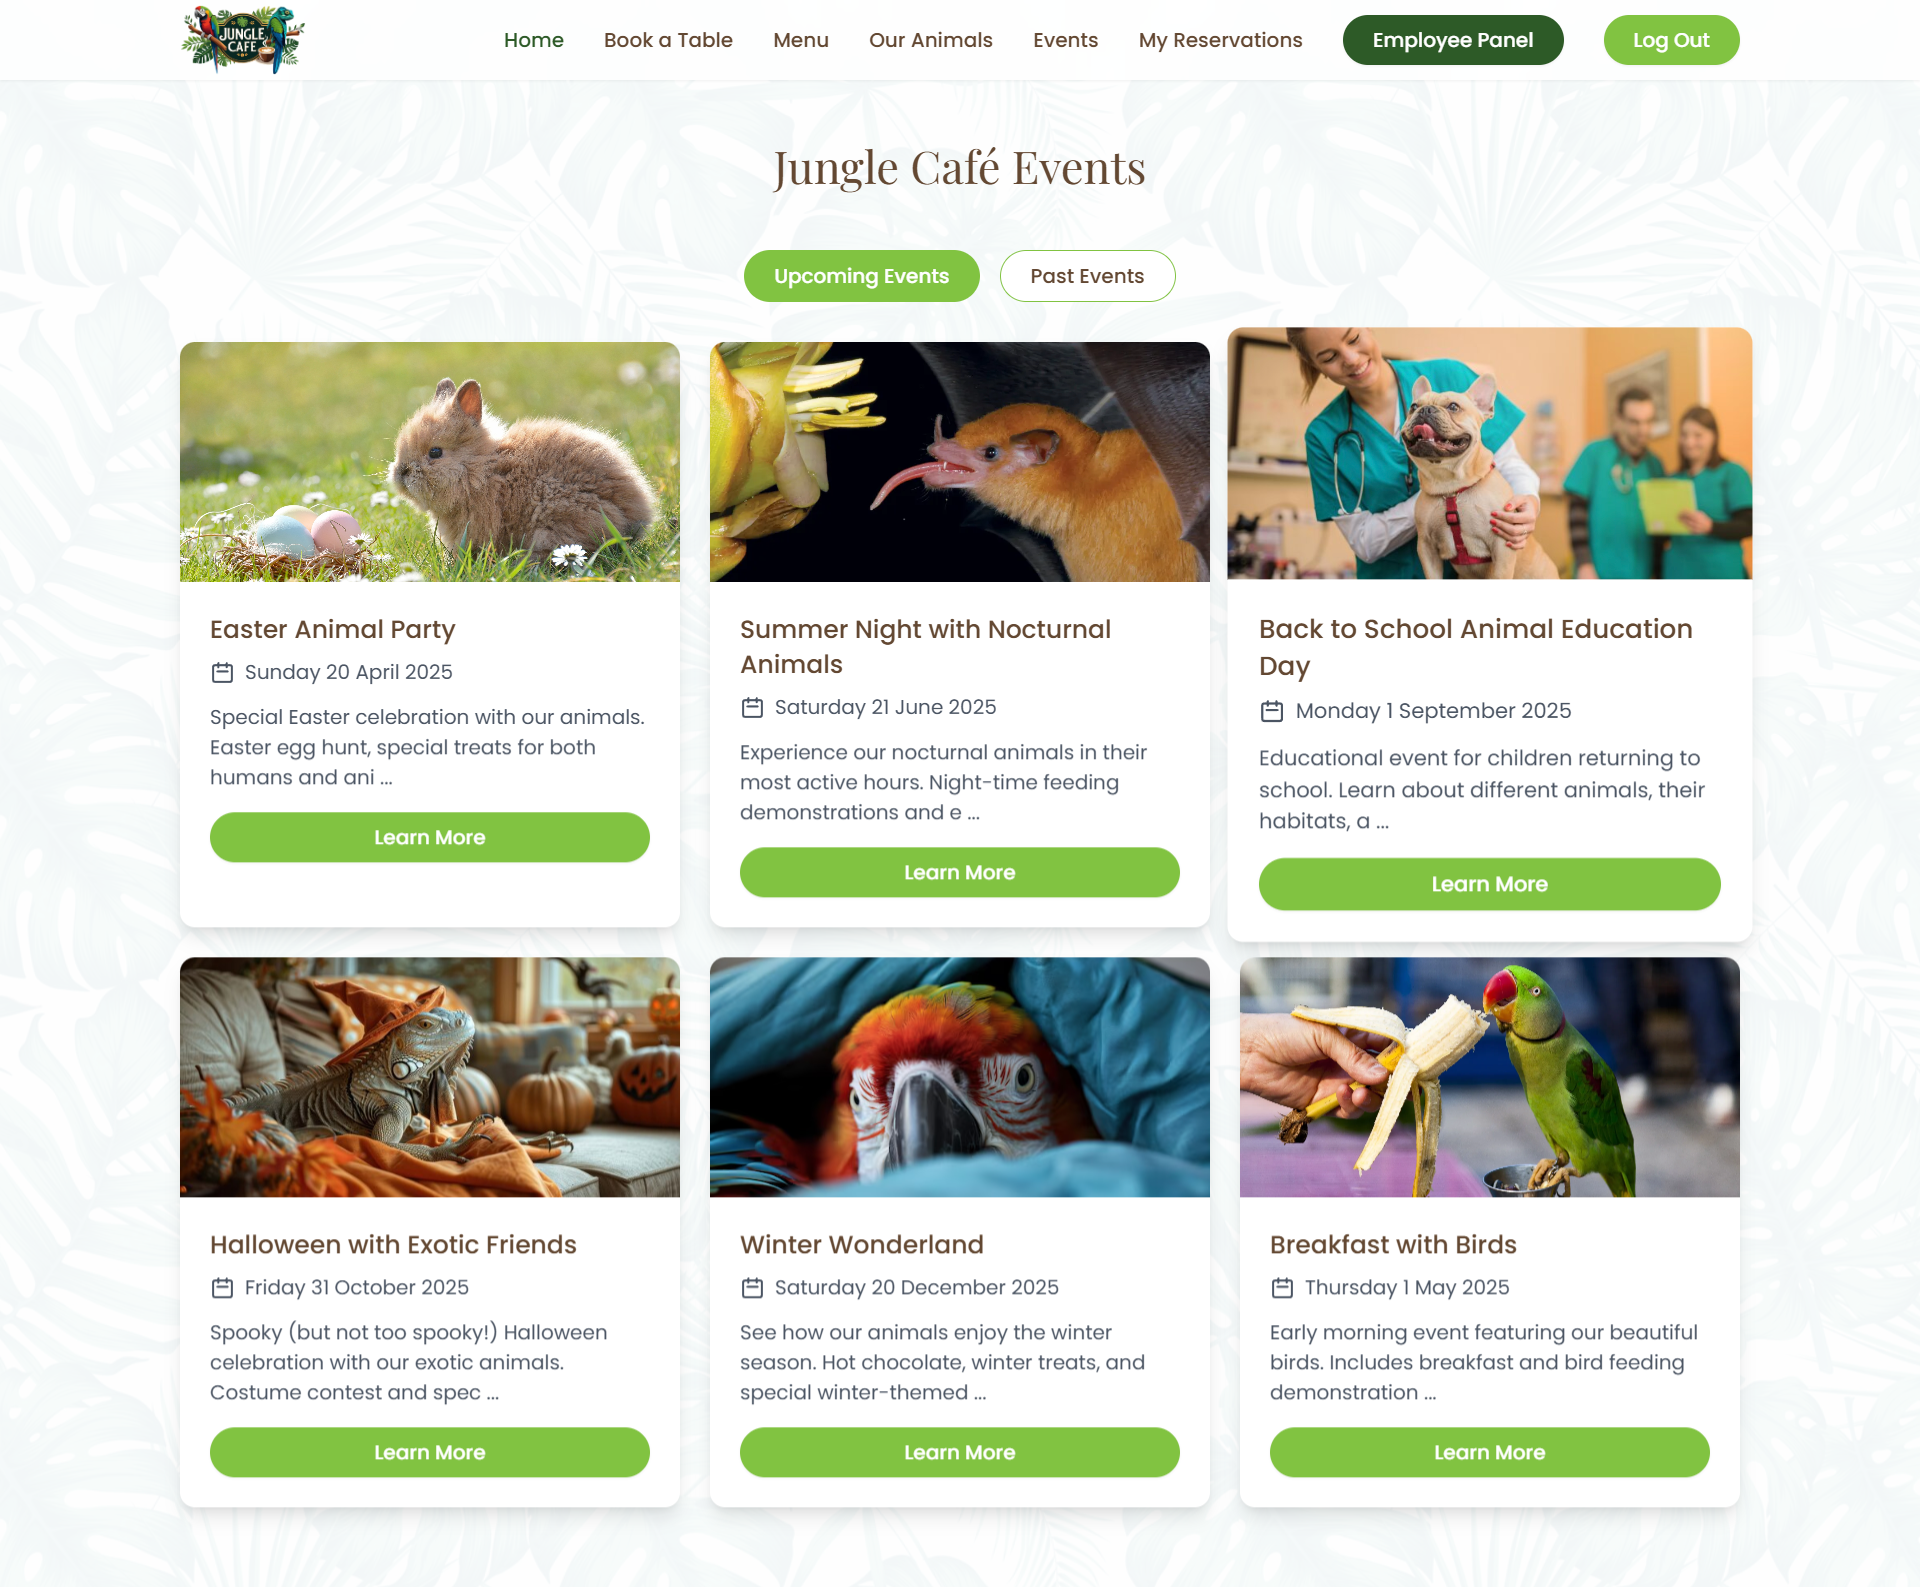 JUNGLE
CAFE
Home
Book a Table
Menu
Our Animals
Events
My Reservations
Employee Panel
Log Out
Jungle Café Events
Upcoming Events
Past Events
Easter Animal Party
Sunday 20 April 2025
Special Easter celebration with our animals.
Easter egg hunt, special treats for both
humans and ani ...
Learn More
Summer Night with Nocturnal
Animals
Saturday 21 June 2025
Experience our nocturnal animals in their
most active hours. Night-time feeding
demonstrations and e ...
Learn More
Back to School Animal Education
Day
Monday 1 September 2025
Educational event for children returning to
school. Learn about different animals, their
habitats, a ...
Learn More
Halloween with Exotic Friends
Friday 31 October 2025
Spooky (but not too spooky!) Halloween
celebration with our exotic animals.
Costume contest and spec ...
Learn More
Winter Wonderland
Saturday 20 December 2025
See how our animals enjoy the winter
season. Hot chocolate, winter treats, and
special winter-themed ...
Learn More
Breakfast with Birds
Thursday 1 May 2025
Early morning event featuring our beautiful
birds. Includes breakfast and bird feeding
demonstration ...
Learn More